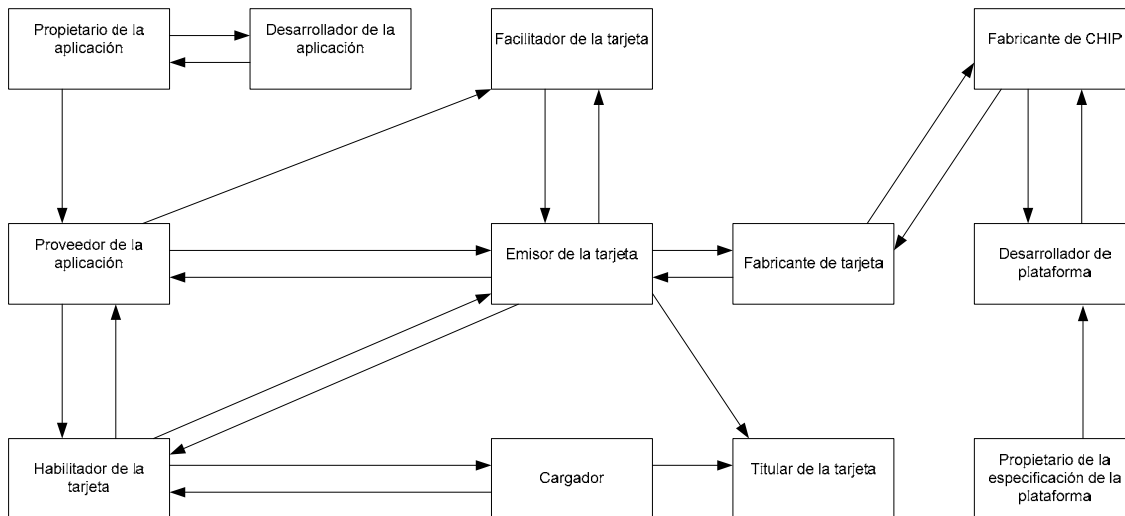 Propietario de la
aplicación
Desarrollador de la
aplicación
Facilitador de la tarjeta
Fabricante de CHIP
Proveedor de la
aplicación
Emisor de la tarjeta
Fabricante de tarjeta
Desarrollador de
plataforma
Habilitador de la
tarjeta
Cargador
Titular de la tarjeta
Propietario de la
especificación de la
plataforma